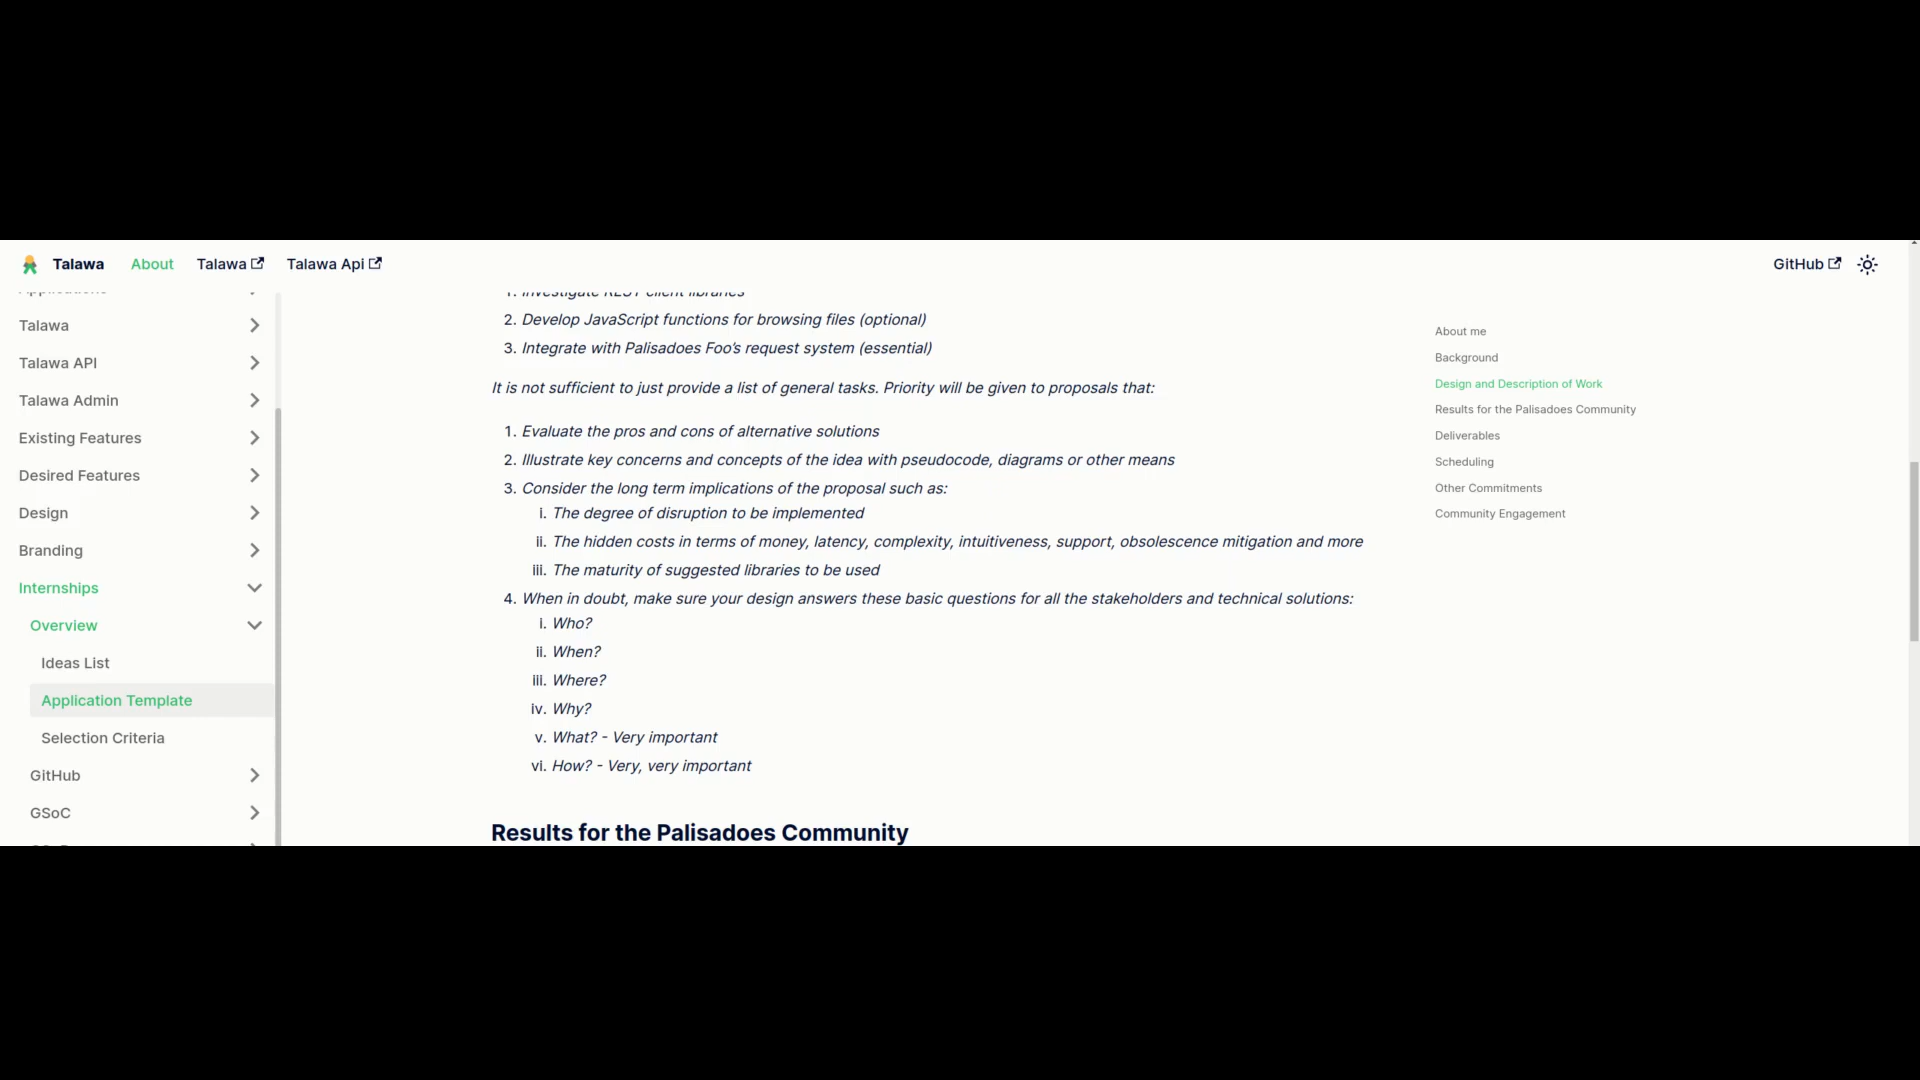 Talawa
About
Talawa
Talawa Api
GitHub
Applications
Talawa
Talawa API
Talawa Admin
Existing Features
Desired Features
Design
Branding
Internships
Overview
Ideas List
Application Template
Selection Criteria
GitHub
GSoC
1. Investigate REST client libraries
2. Develop JavaScript functions for browsing files (optional)
3. Integrate with Palisadoes Foo's request system (essential)
It is not sufficient to just provide a list of general tasks. Priority will be given to proposals that:
1. Evaluate the pros and cons of alternative solutions
2. Illustrate key concerns and concepts of the idea with pseudocode, diagrams or other means
3. Consider the long term implications of the proposal such as:
i. The degree of disruption to be implemented
ii. The hidden costs in terms of money, latency, complexity, intuitiveness, support, obsolescence mitigation and more
iii. The maturity of suggested libraries to be used
4. When in doubt, make sure your design answers these basic questions for all the stakeholders and technical solutions:
i. Who?
ii. When?
iii. Where?
iv. Why?
v. What? - Very important
vi. How? - Very, very important
Results for the Palisadoes Community
About me
Background
Design and Description of Work
Results for the Palisadoes Community
Deliverables
Scheduling
Other Commitments
Community Engagement